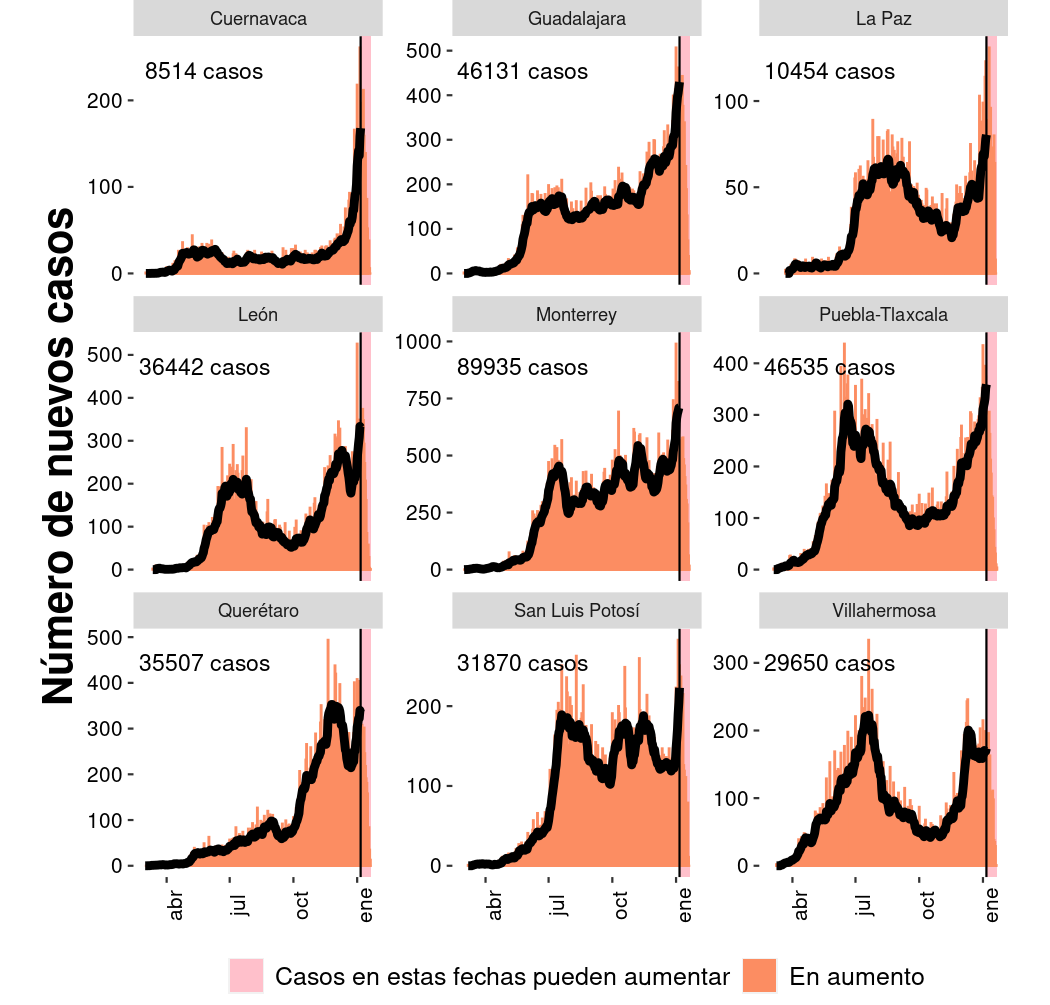 Número de nuevos casos
Cuernavaca
8514 casos
200
100
0
Guadalajara
46131 casos
500
400
300
200
100
0
La Paz
10454 casos
100
50
0
León
36442 casos
500
400
300
200
100
0
Monterrey
89935 casos
1000
750
500
250
0
Puebla-Tlaxcala
46535 casos
400
300
200
100
0
Querétaro
35507 casos
500
400
300
200
100
0
abr jul oct ene
San Luis Potosí
31870 casos
200
100
0
abr jul oct ene
Villahermosa
29650 casos
300
200
100
0
abr jul oct ene
Casos en estas fechas pueden aumentar En aumento